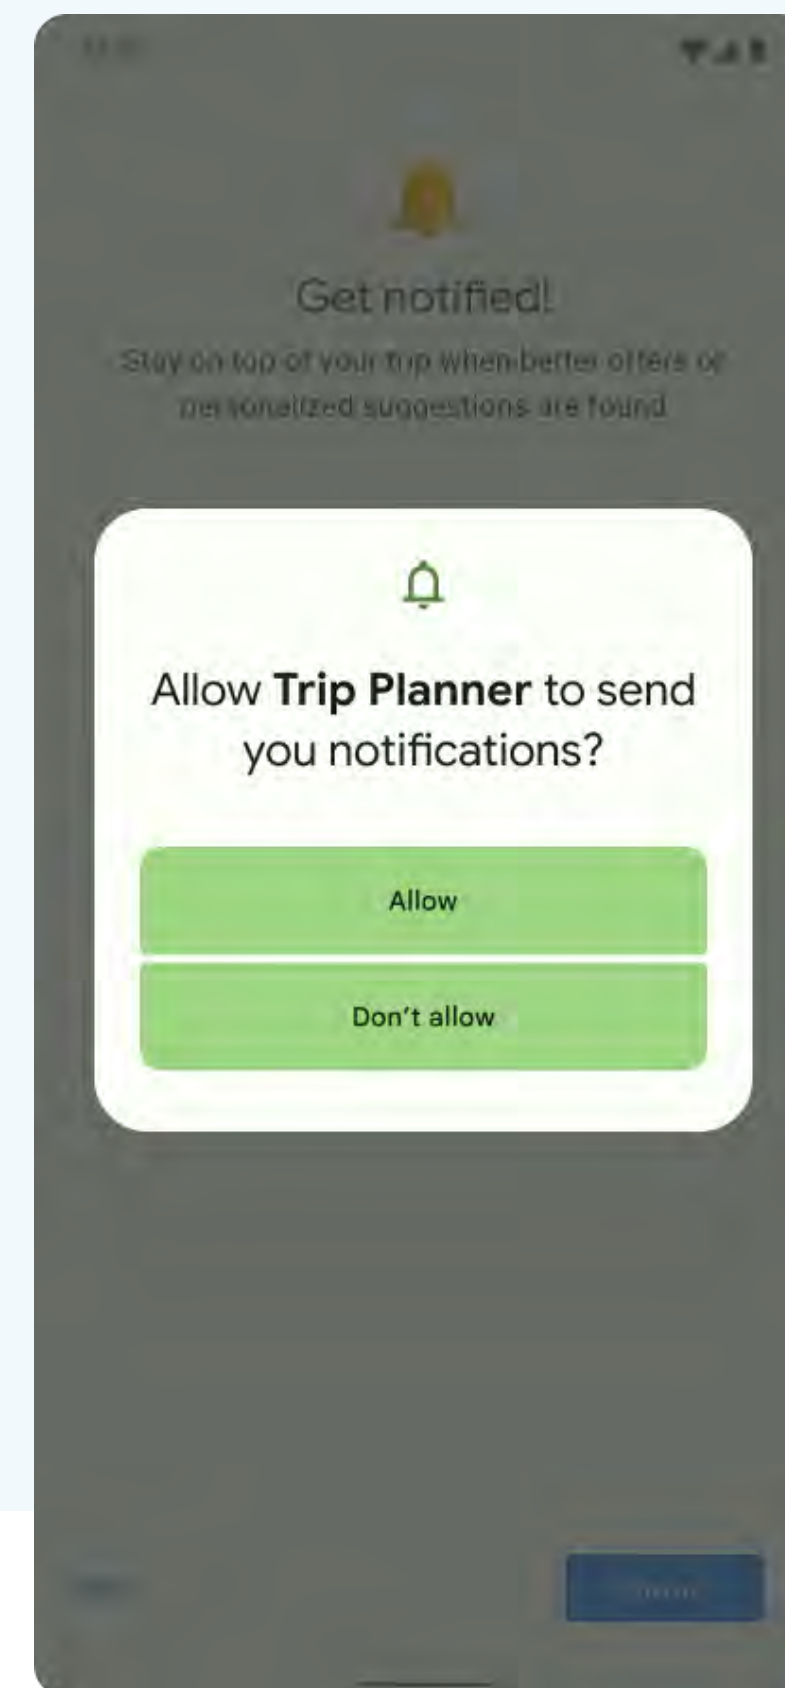 Get notified!
Stay on top of your trip when better offers or
personalized suggestions are found
Allow Trip Planner to send
you notifications?
Allow
Don’t allow